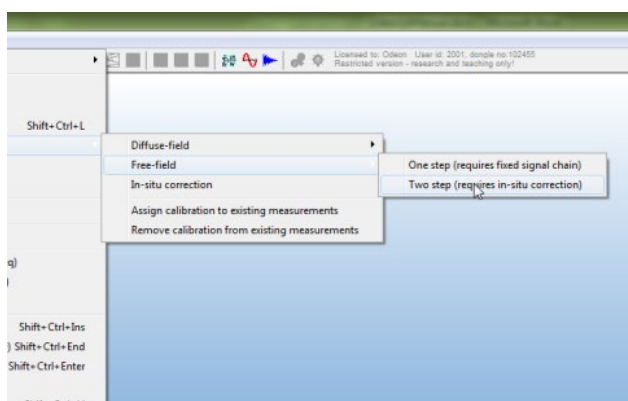 Licensed to: Odeon User id: 2001, dongle no:102455
Restricted version - research and teaching only!
Shift+Ctrl+L
Diffuse-field
Free-field
One step (requires fixed signal chain)
In-situ correction
Two step (requires in-situ correction)
Assign calibration to existing measurements
Remove calibration from existing measurements
q)
)
Shift+Ctrl+Ins
) Shift+Ctrl+End
Shift+Ctrl+Enter